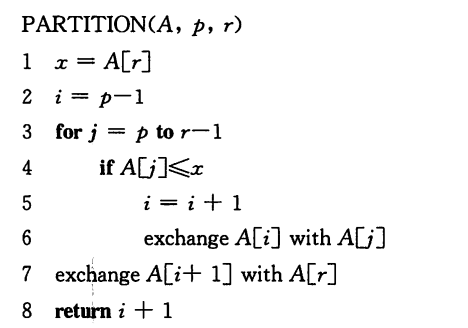 PARTITION(A, p, r)
1 x = A[r]
2 i = p−1
3 for j = p to r−1
4 if A[j]⩽x
5 i = i + 1
6 exchange A[i] with A[j]
7 exchange A[i+ 1] with A[r]
8 return i + 1